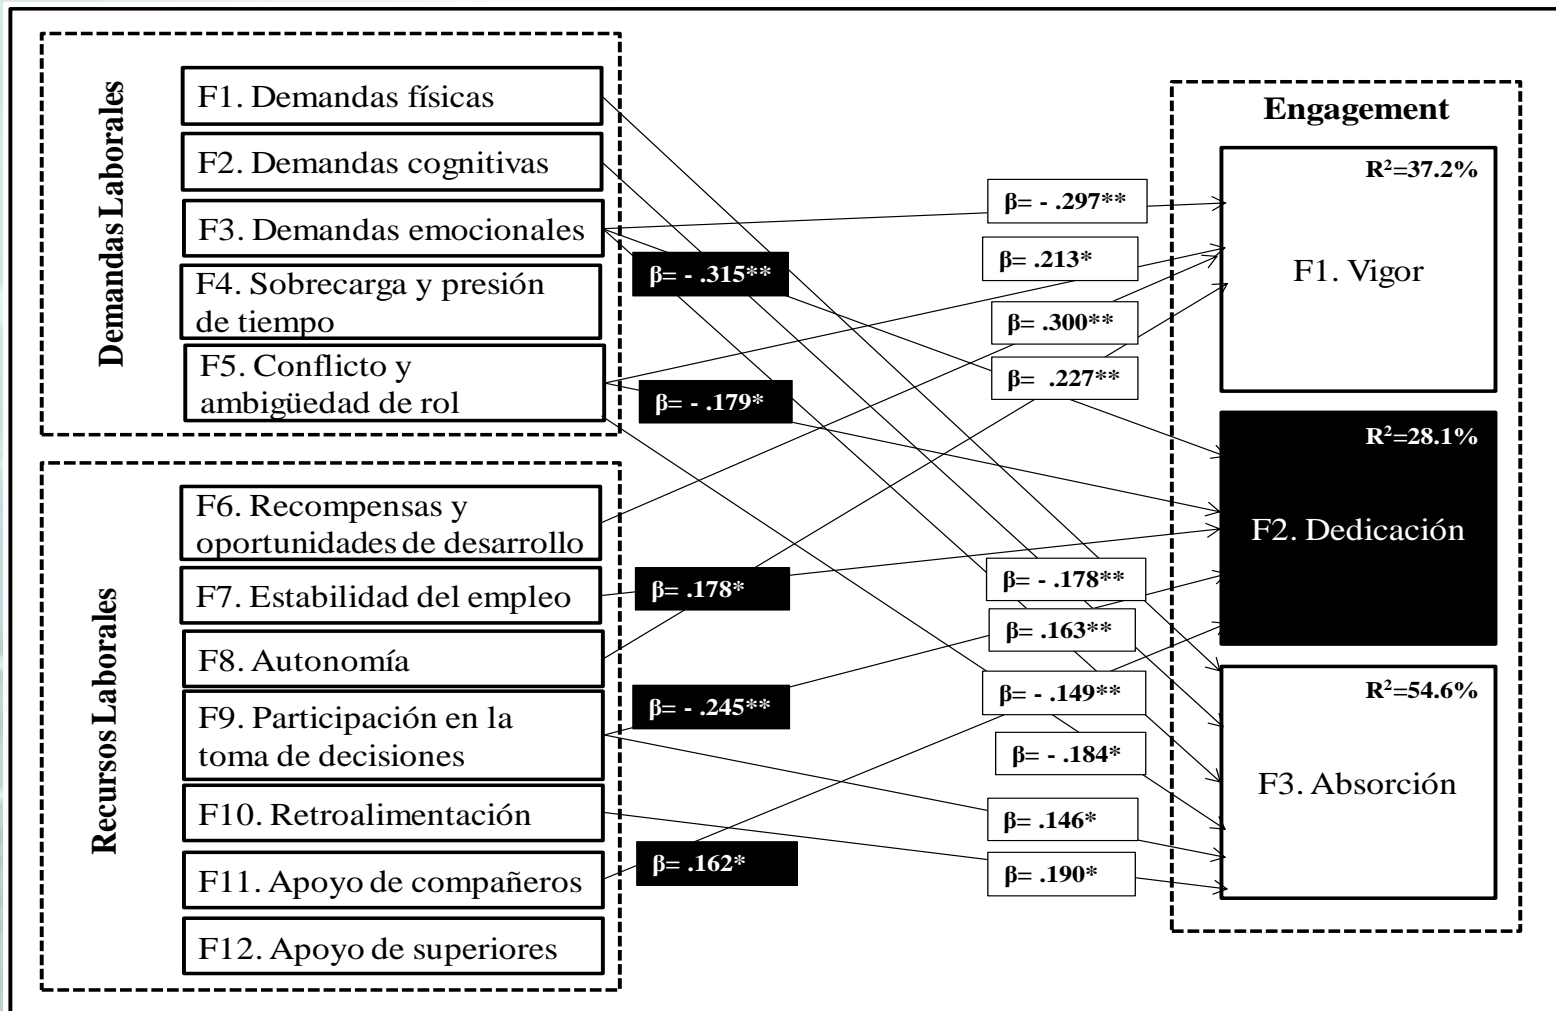 Demandas Laborales
F1. Demandas físicas
F2. Demandas cognitivas
F3. Demandas emocionales
F4. Sobrecarga y presión
de tiempo
F5. Conflicto y
ambigüedad de rol
Recursos Laborales
F6. Recompensas y
oportunidades de desarrollo
F7. Estabilidad del empleo
F8. Autonomía
F9. Participación en la
toma de decisiones
F10. Retroalimentación
F11. Apoyo de compañeros
F12. Apoyo de superiores
β= - .315**
β= - .179*
β= .178*
β= - .245**
β= .162*
β= - .297**
β= .213*
β= .300**
β= .227**
β= - .178**
β= .163**
β= - .149**
β= - .184*
β= .146*
β= .190*
Engagement
R²=37.2%
F1. Vigor
R²=28.1%
F2. Dedicación
R²=54.6%
F3. Absorción